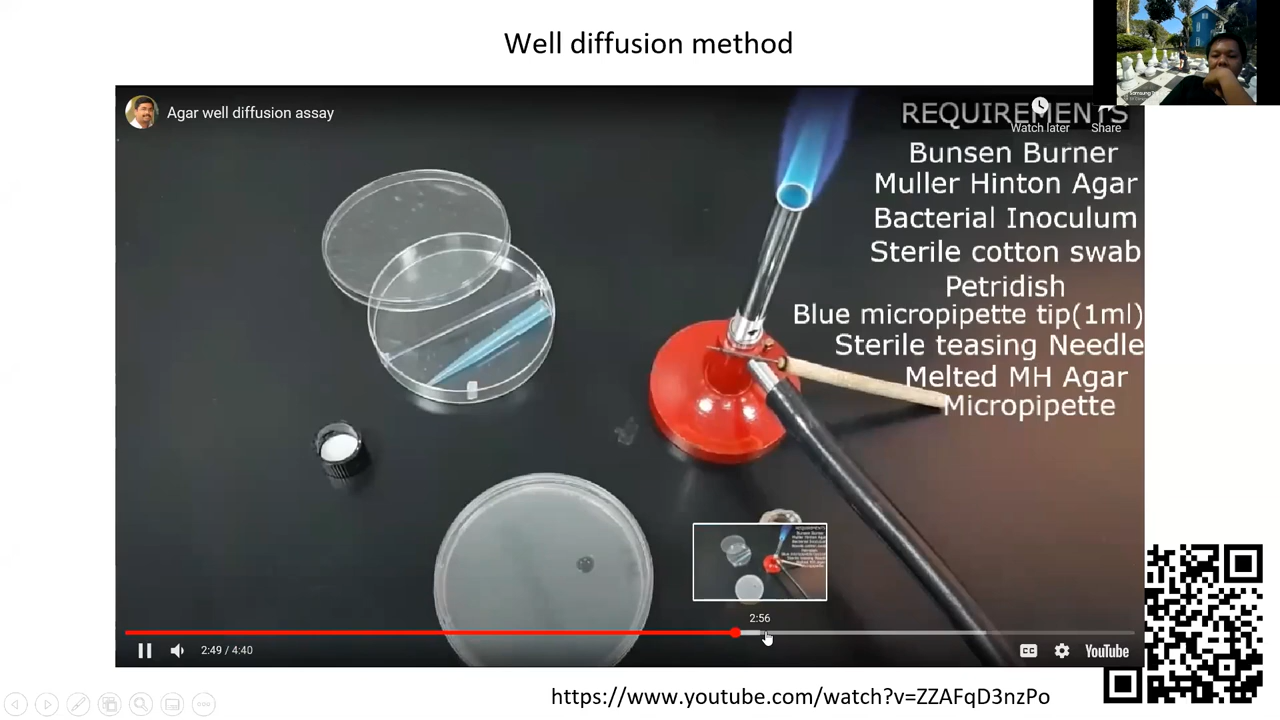 Well diffusion method
Agar well diffusion assay
REQUIREMENTS
Watch later
Share
Bunsen Burner
Muller Hinton Agar
Bacterial Inoculum
Sterile cotton swab
Petridish
Blue micropipette tip(1ml)
Sterile teasing Needle
Melted MH Agar
Micropipette
2:56
2:49 / 4:40
CC
YouTube
https://www.youtube.com/watch?v=ZZAFqD3nzPo